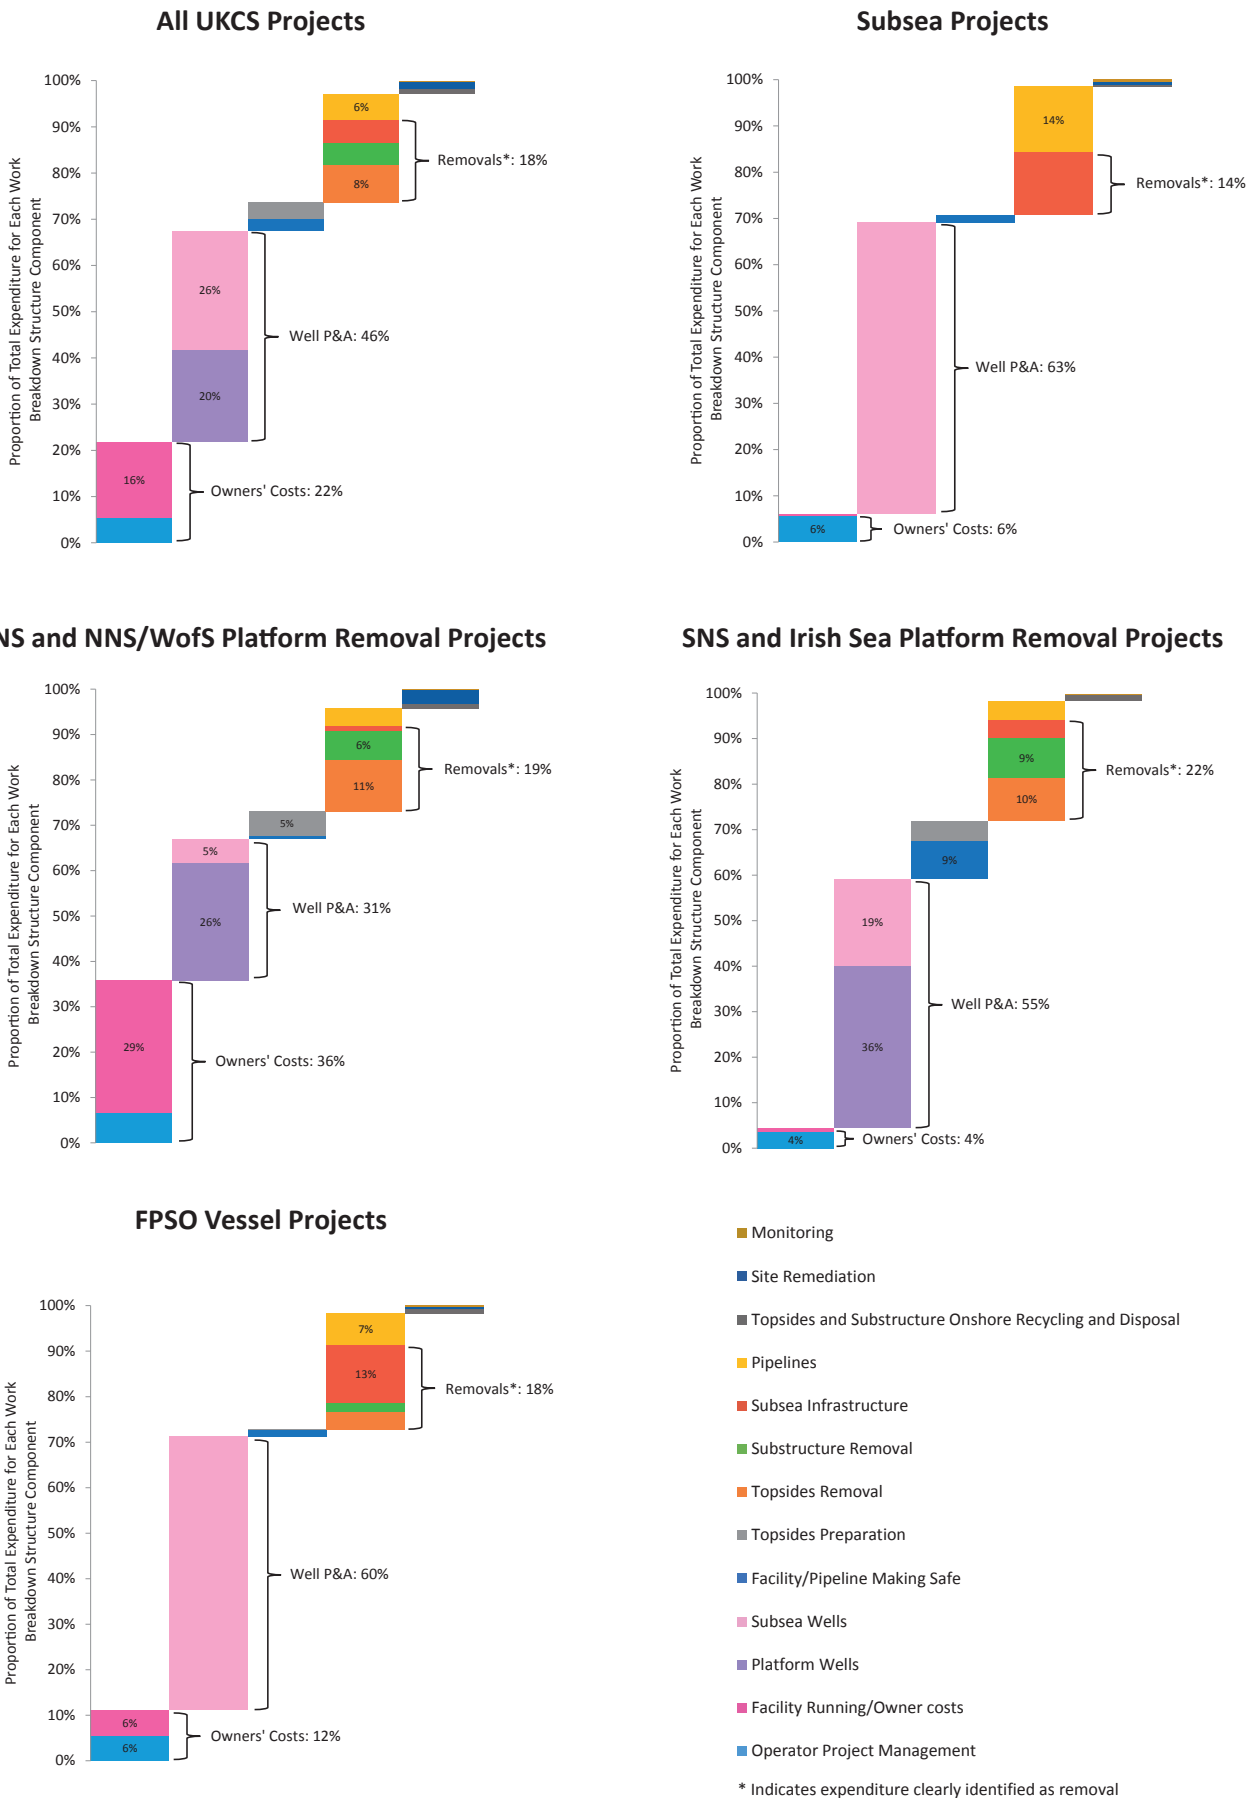 All UKCS Projects
Proportion of Total Expenditure for Each Work
Breakdown Structure Component
100%
90%
80%
70%
60%
50%
40%
30%
20%
10%
0%
6%
8%
Removals*: 18%
26%
20%
Well P&A: 46%
16%
Owners' Costs: 22%
Subsea Projects
Proportion of Total Expenditure for Each Work
Breakdown Structure Component
100%
90%
80%
70%
60%
50%
40%
30%
20%
10%
0%
14%
Removals*: 14%
Well P&A: 63%
6%
Owners' Costs: 6%
NS and NNS/WofS Platform Removal Projects
Proportion of Total Expenditure for Each Work
Breakdown Structure Component
100%
90%
80%
70%
60%
50%
40%
30%
20%
10%
0%
6%
11%
Removals*: 19%
5%
5%
26%
Well P&A: 31%
29%
Owners' Costs: 36%
SNS and Irish Sea Platform Removal Projects
Proportion of Total Expenditure for Each Work
Breakdown Structure Component
100%
90%
80%
70%
60%
50%
40%
30%
20%
10%
0%
9%
10%
Removals*: 22%
9%
19%
36%
Well P&A: 55%
4%
Owners' Costs: 4%
FPSO Vessel Projects
Proportion of Total Expenditure for Each Work
Breakdown Structure Component
100%
90%
80%
70%
60%
50%
40%
30%
20%
10%
0%
7%
13%
Removals*: 18%
Well P&A: 60%
6%
6%
Owners' Costs: 12%
Monitoring
Site Remediation
Topsides and Substructure Onshore Recycling and Disposal
Pipelines
Subsea Infrastructure
Substructure Removal
Topsides Removal
Topsides Preparation
Facility/Pipeline Making Safe
Subsea Wells
Platform Wells
Facility Running/Owner costs
Operator Project Management
* Indicates expenditure clearly identified as removal